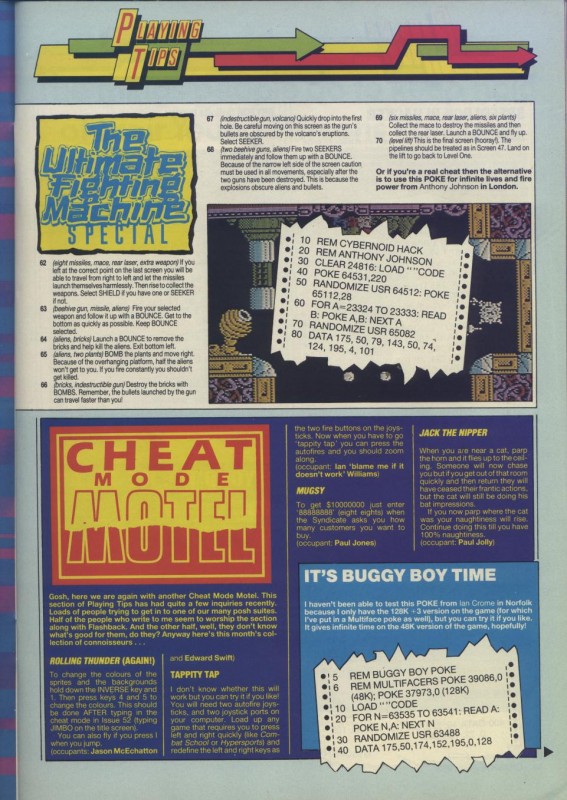 PLAYING
TIPS
The
Ultimate
Fighting
Machine
SPECIAL
62 (eight missiles, mace, rear laser, extra weapon) If you
left at the correct point on the last screen you will be
able to travel from right to left and let the missiles
launch themselves harmlessly. Then rise to collect the
weapons. Select SHIELD if you have one or SEEKER
if not.
63 (beehive gun, missile, aliens) Fire your selected
weapon and follow it up with a BOUNCE. Get to the
bottom as quickly as possible. Keep BOUNCE
selected.
64 (aliens, bricks) Launch a BOUNCE to remove the
bricks and help kill the aliens. Exit bottom left.
65 (aliens, two plants) BOMB the plants and move right.
Because of the overhanging platform, half the aliens
won't get to you. If you fire constantly you shouldn't
get killed.
66 (bricks, indestructible gun) Destroy the bricks with
BOMBS. Remember, the bullets launched by the gun
can travel faster than you!
67 (indestructible gun, volcano) Quickly drop into the first
hole. Be careful moving on this screen as the gun's
bullets are obscured by the volcano's eruptions.
Select SEEKER.
68 (two beehive guns, aliens) Fire two SEEKERS
immediately and follow them up with a BOUNCE.
Because of the narrow left side of the screen caution
must be used in all movements, especially after the
two guns have been destroyed. This is because the
explosions obscure aliens and bullets.
69 (six missiles, mace, rear laser, aliens, six plants)
Collect the mace to destroy the missiles and then
collect the rear laser. Launch a BOUNCE and fly up.
70 (level lift) This is the final screen (hooray!). The
pipelines should be treated as in Screen 47. Land on
the lift to go back to Level One.
Or if you're a real cheat then the alternative
is to use this POKE for infinite lives and fire
power from Anthony Johnson in London.
10 REM CYBERNOID HACK
20 REM ANTHONY JOHNSON
30 CLEAR 24816: LOAD ""CODE
40 POKE 64531,220
50 RANDOMIZE USR 64512: POKE
65112,28
60 FOR A=23324 TO 23333: READ
B: POKE A,B: NEXT A
70 RANDOMIZE USR 65082
80 DATA 175, 50, 79, 143, 50, 74,
124, 195, 4, 101
CHEAT
MODE
MOTEL
Gosh, here we are again with another Cheat Mode Motel. This
section of Playing Tips has had quite a few inquiries recently.
Loads of people trying to get in to one of our many posh suites.
Half of the people who write to me seem to worship the section
along with Flashback. And the other half, well, they don't know
what's good for them, do they? Anyway here's this month's col-
lection of connoisseurs . . .
ROLLING THUNDER (AGAIN!)
To change the colours of the
sprites and the backgrounds
hold down the INVERSE key and
1. Then press keys 4 and 5 to
change the colours. This should
be done AFTER typing in the
cheat mode in Issue 52 (typing
JIMBO on the title screen).
You can also fly if you press I
when you jump.
(occupants: Jason McEchatton
and Edward Swift)
TAPPITY TAP
I don't know whether this will
work but you can try it if you like!
You will need two autofire joys-
ticks, and two joystick ports on
your computer. Load up any
game that requires you to press
left and right quickly (like Com-
bat School or Hypersports) and
redefine the left and right keys as
the two fire buttons on the joys-
ticks. Now when you have to go
'tappity tap' you can press the
autofires and you should zoom
along.
(occupant: Ian 'blame me if it
doesn't work' Williams)
MUGSY
To get $10000000 just enter
'88888888' (eight eights) when
the Syndicate asks you how
many customers you want to
buy.
(occupant: Paul Jones)
JACK THE NIPPER
When you are near a cat, parp
the horn and it flies up to the ceil-
ing. Someone will now chase
you but if you get out of that room
quickly and then return they will
have ceased their frantic actions,
but the cat will still be doing his
bat impressions.
If you now parp where the cat
was your naughtiness will rise.
Continue doing this till you have
100% naughtiness.
(occupant: Paul Jolly)
IT'S BUGGY BOY TIME
I haven't been able to test this POKE from Ian Crome in Norfolk
because I only have the 128K +3 version on the game (for which
I've put in a Multiface poke as well), but you can try it if you like.
It gives infinite time on the 48K version of the game, hopefully!
5 REM BUGGY BOY POKE
6 REM MULTIFACERS POKE 39086,0
(48K); POKE 37973,0 (128K)
10 LOAD ""CODE
20 FOR N=63535 TO 63541: READ A:
POKE N,A: NEXT N
30 RANDOMIZE USR 63488
40 DATA 175,50,174,152,195,0,128